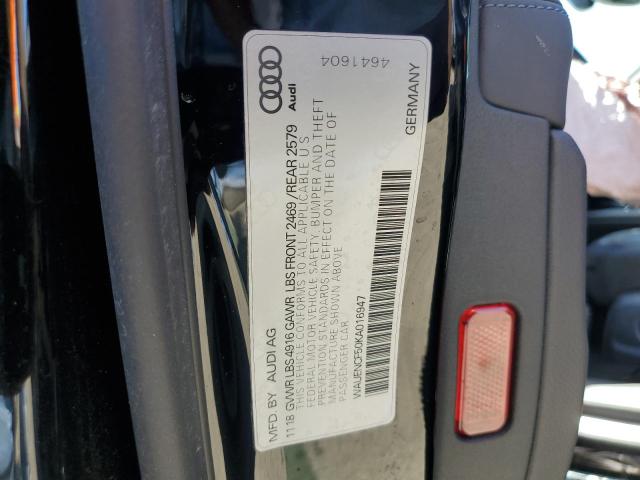 Audi
4641604
MFD. BY AUDI AG
11 18 GVWR LBS 4916 GAWR LBS FRONT 2469 / REAR 2579
THIS VEHICLE CONFORMS TO ALL APPLICABLE U S
FEDERAL MOTOR VEHICLE SAFETY, BUMPER AND THEFT
PREVENTION STANDARDS IN EFFECT ON THE DATE OF
MANUFACTURE SHOWN ABOVE
PASSENGER CAR
WAUENCF50KA016947
GERMANY